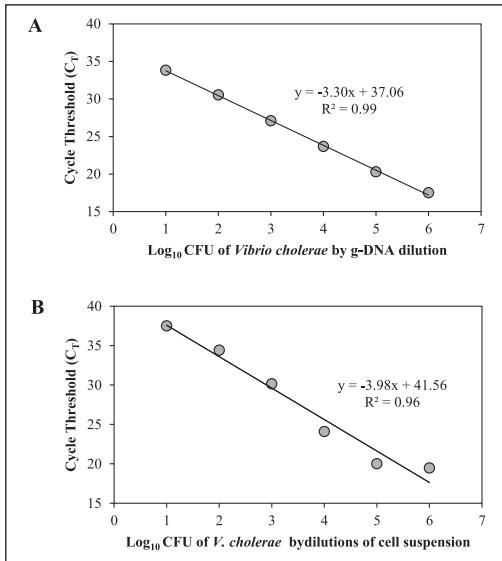 A
40
35
30
25
20
15
Cycle Threshold (C_T)
y = -3.30x + 37.06
R² = 0.99
0 1 2 3 4 5 6 7
Log₁₀ CFU of Vibrio cholerae by g-DNA dilution
B
40
35
30
25
20
15
Cycle Threshold (C_T)
y = -3.98x + 41.56
R² = 0.96
0 1 2 3 4 5 6 7
Log₁₀ CFU of V. cholerae bydilutions of cell suspension